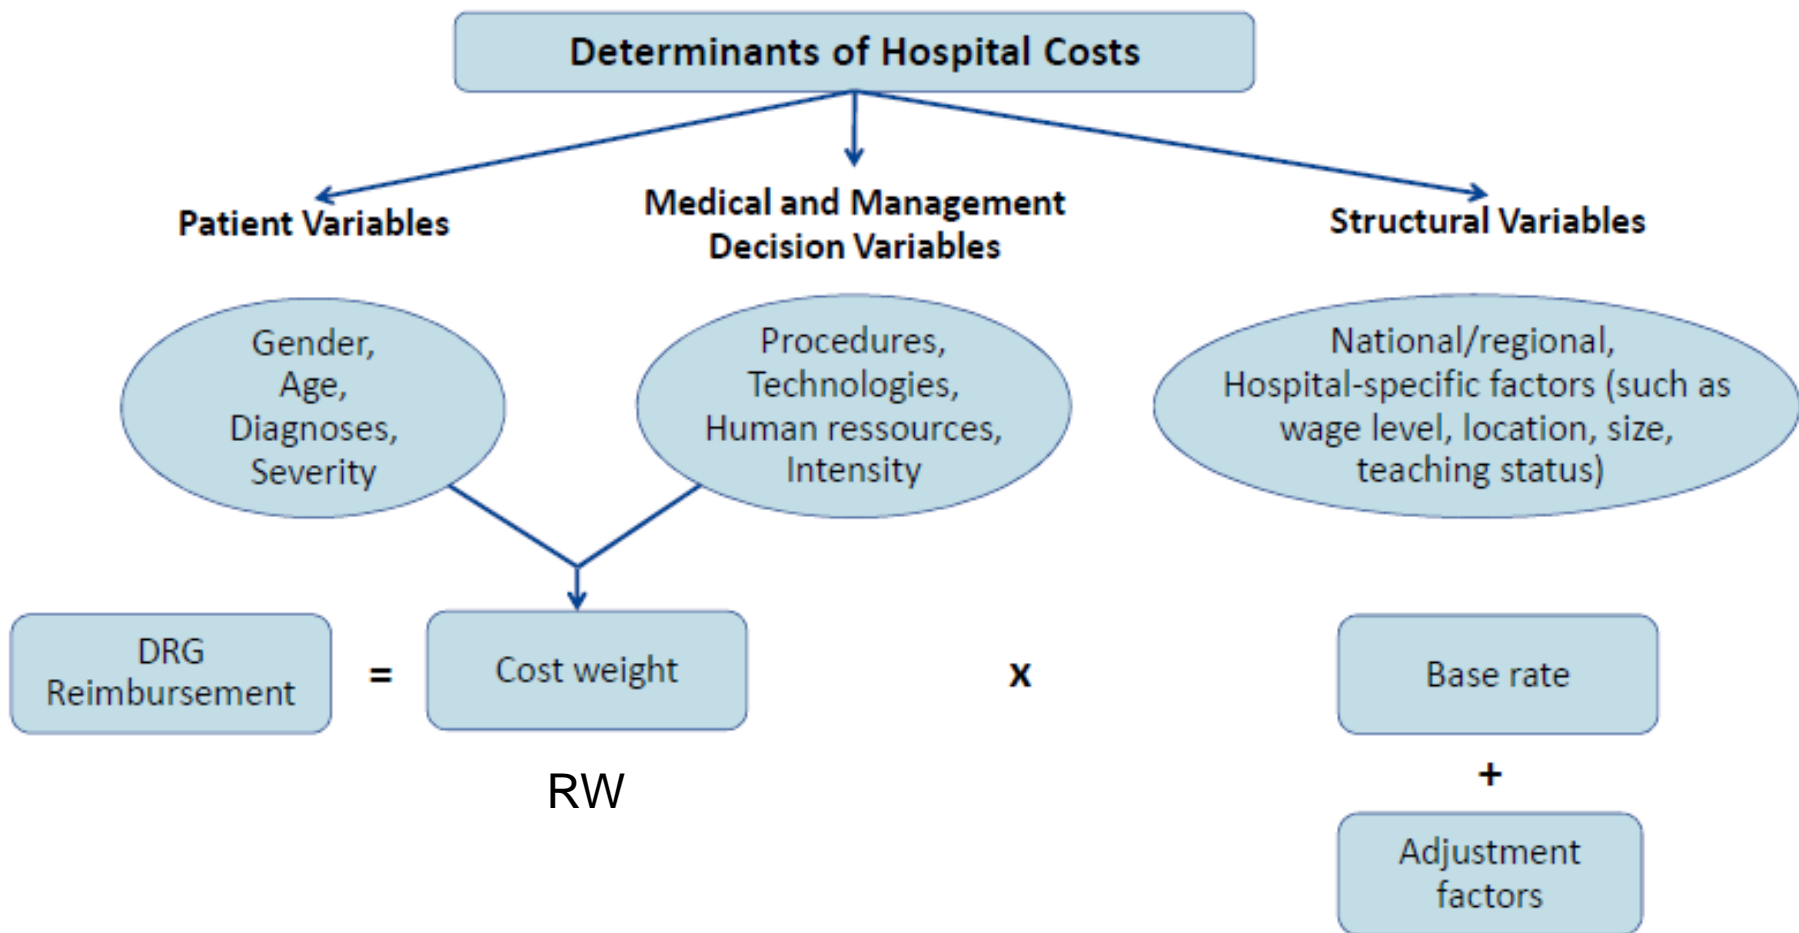 Determinants of Hospital Costs
Patient Variables
Medical and Management
Decision Variables
Structural Variables
Gender,
Age,
Diagnoses,
Severity
Procedures,
Technologies,
Human ressources,
Intensity
National/regional,
Hospital-specific factors (such as
wage level, location, size,
teaching status)
DRG
Reimbursement
=
Cost weight
x
Base rate
RW
+
Adjustment
factors